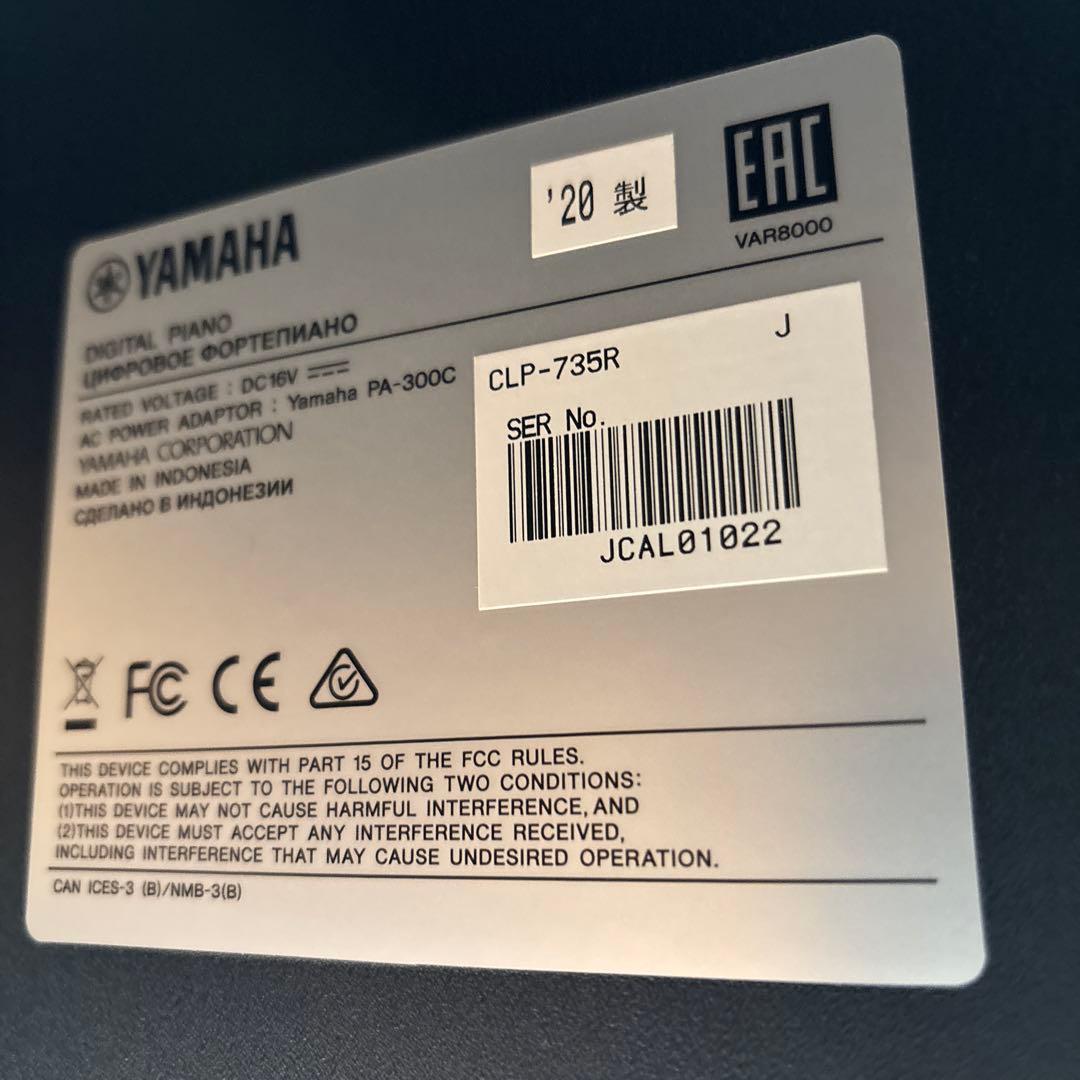 YAMAHA
'20 製
EAC
VAR8000
DIGITAL PIANO
ЦИФРОВОЕ ФОРТЕПИАНО
RATED VOLTAGE : DC16V
AC POWER ADAPTOR : Yamaha PA-300C
YAMAHA CORPORATION
MADE IN INDONESIA
СДЕЛАНО В ИНДОНЕЗИИ
J
CLP-735R
SER No.
JCAL01022
FC CE
THIS DEVICE COMPLIES WITH PART 15 OF THE FCC RULES.
OPERATION IS SUBJECT TO THE FOLLOWING TWO CONDITIONS:
(1)THIS DEVICE MAY NOT CAUSE HARMFUL INTERFERENCE, AND
(2)THIS DEVICE MUST ACCEPT ANY INTERFERENCE RECEIVED,
INCLUDING INTERFERENCE THAT MAY CAUSE UNDESIRED OPERATION.
CAN ICES-3 (B)/NMB-3(B)